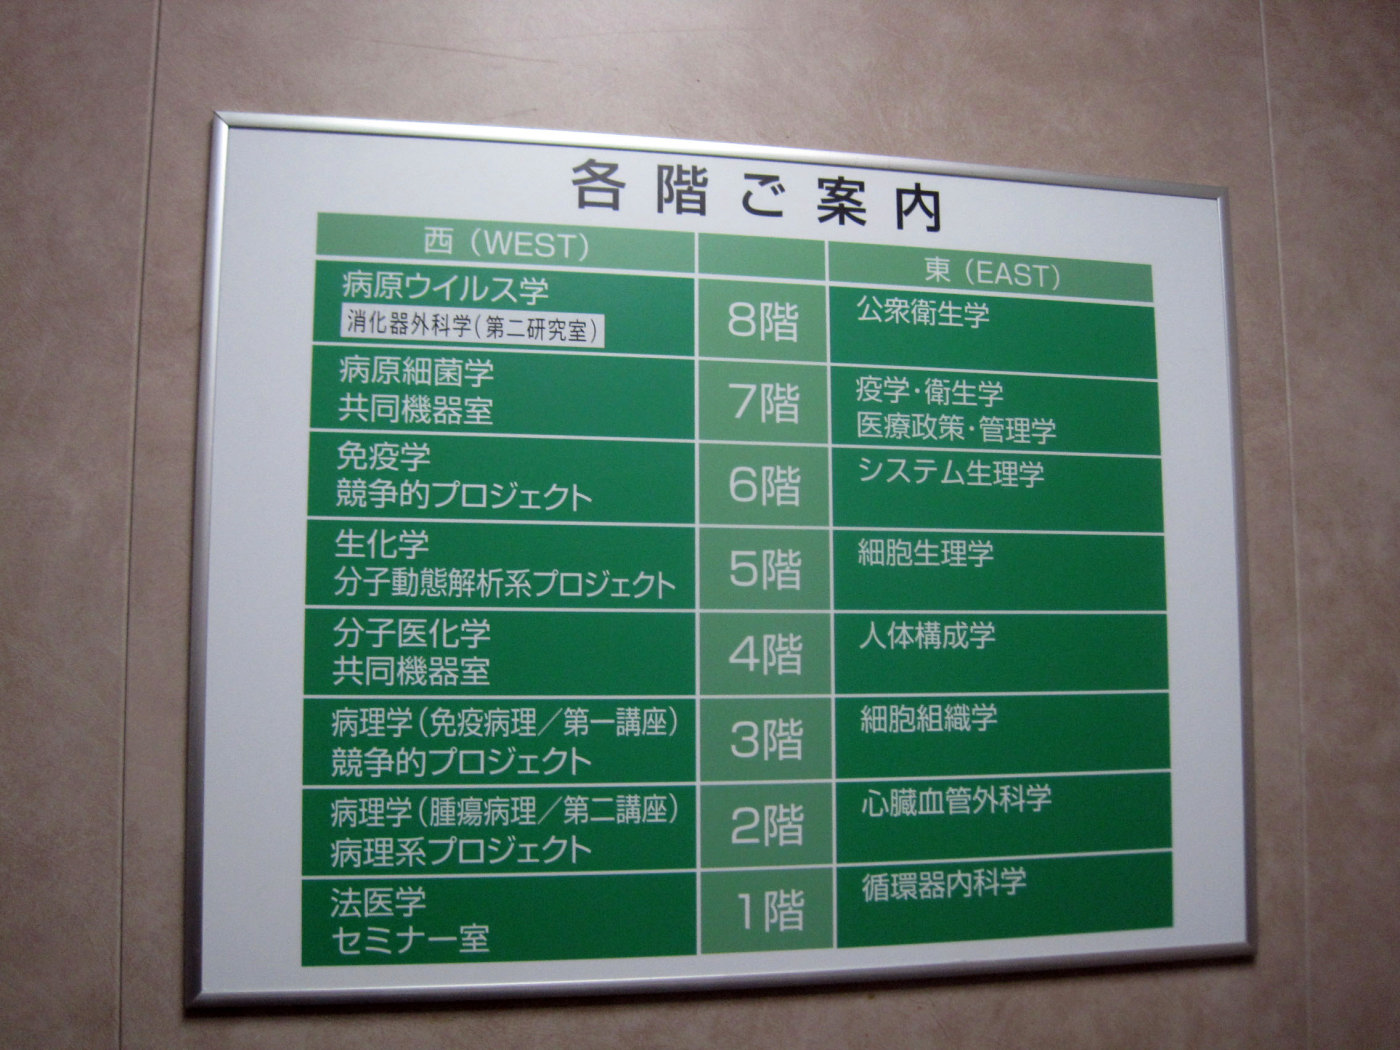 各階ご案内
西（WEST）
東（EAST）
病原ウイルス学
消化器外科学（第二研究室）
8階
公衆衛生学
病原細菌学
共同機器室
7階
疫学・衛生学
医療政策・管理学
免疫学
競争的プロジェクト
6階
システム生理学
生化学
分子動態解析系プロジェクト
5階
細胞生理学
分子医化学
共同機器室
4階
人体構成学
病理学（免疫病理／第一講座）
競争的プロジェクト
3階
細胞組織学
病理学（腫瘍病理／第二講座）
病理系プロジェクト
2階
心臓血管外科学
法医学
セミナー室
1階
循環器内科学